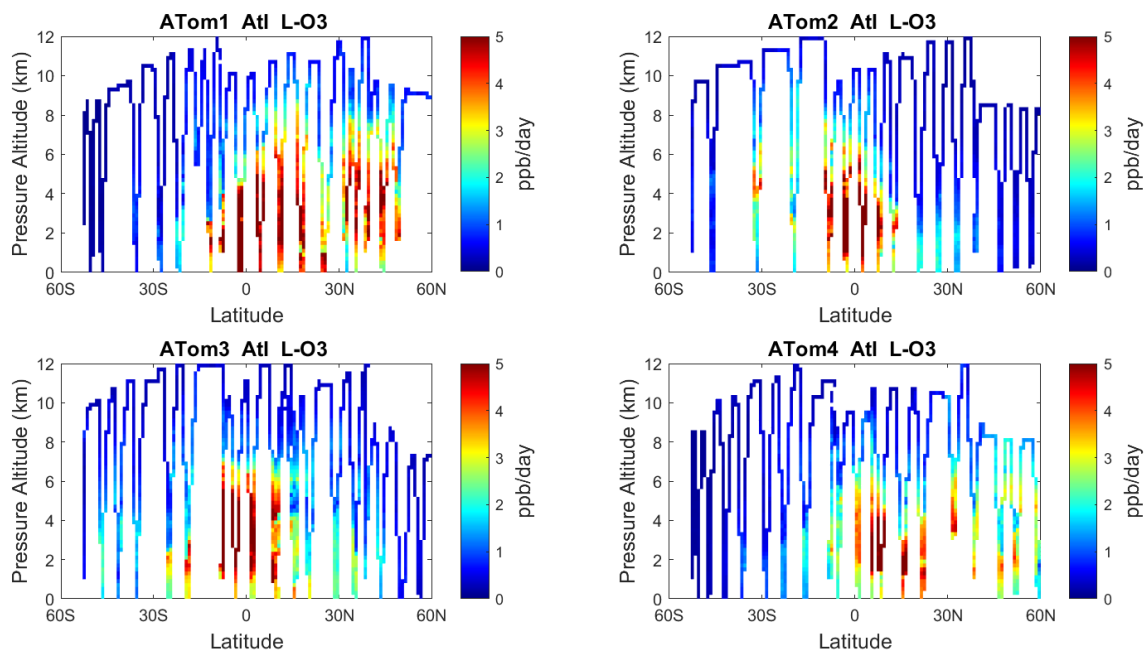 ATom1 Atl L-O3
12
10
8
6
4
2
0
Pressure Altitude (km)
60S 30S 0 30N 60N
Latitude
5
4
3
2
1
0
ppb/day
ATom2 Atl L-O3
12
10
8
6
4
2
0
Pressure Altitude (km)
60S 30S 0 30N 60N
Latitude
5
4
3
2
1
0
ppb/day
ATom3 Atl L-O3
12
10
8
6
4
2
0
Pressure Altitude (km)
60S 30S 0 30N 60N
Latitude
5
4
3
2
1
0
ppb/day
ATom4 Atl L-O3
12
10
8
6
4
2
0
Pressure Altitude (km)
60S 30S 0 30N 60N
Latitude
5
4
3
2
1
0
ppb/day